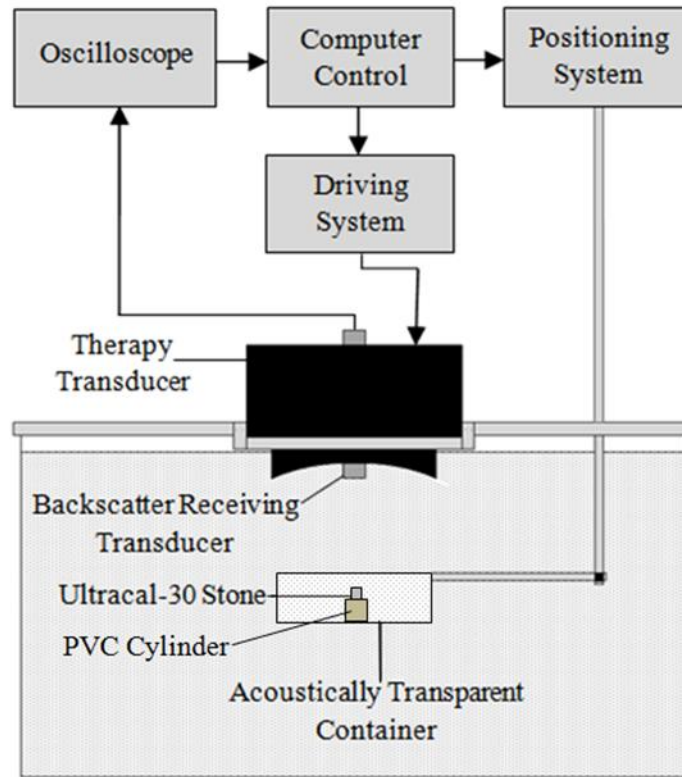 Oscilloscope
Computer
Control
Positioning
System
Driving
System
Therapy
Transducer
Backscatter Receiving
Transducer
Ultracal-30 Stone
PVC Cylinder
Acoustically Transparent
Container